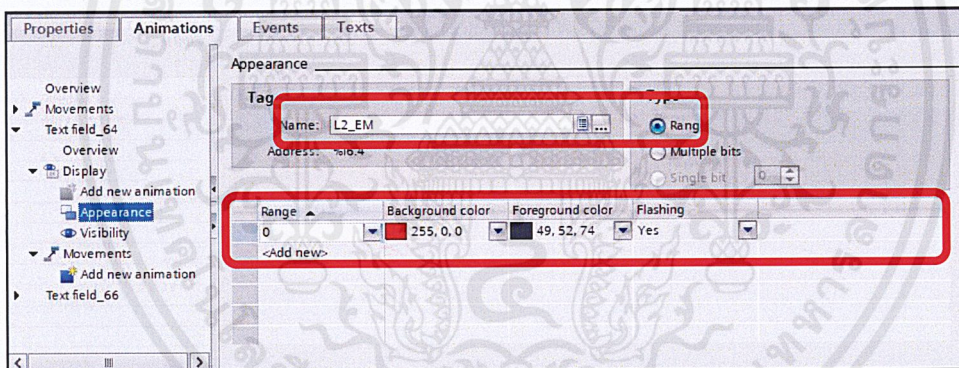 Properties Animations Events Texts
Appearance
Overview
Movements
Text field_64
Overview
Display
Add new animation
Appearance
Visibility
Movements
Add new animation
Text field_66
Tag
Name: L2_EM
Address: %I6.4
Type
Rang
Multiple bits
Single bit 0
Range Background color Foreground color Flashing
0 255, 0, 0 49, 52, 74 Yes
<Add new>